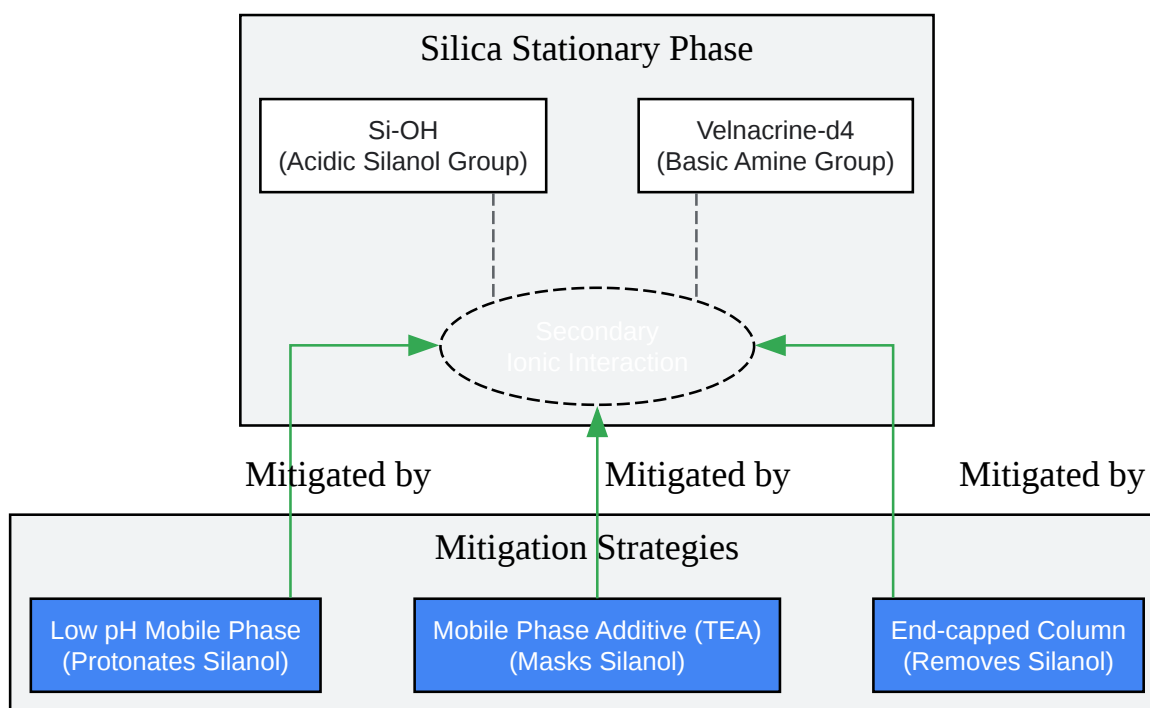 Silica Stationary Phase
Si-OH
(Acidic Silanol Group)
Velnacrine-d4
(Basic Amine Group)
Secondary
Ionic Interaction
Mitigated by
Mitigated by
Mitigated by
Mitigation Strategies
Low pH Mobile Phase
(Protonates Silanol)
Mobile Phase Additive (TEA)
(Masks Silanol)
End-capped Column
(Removes Silanol)